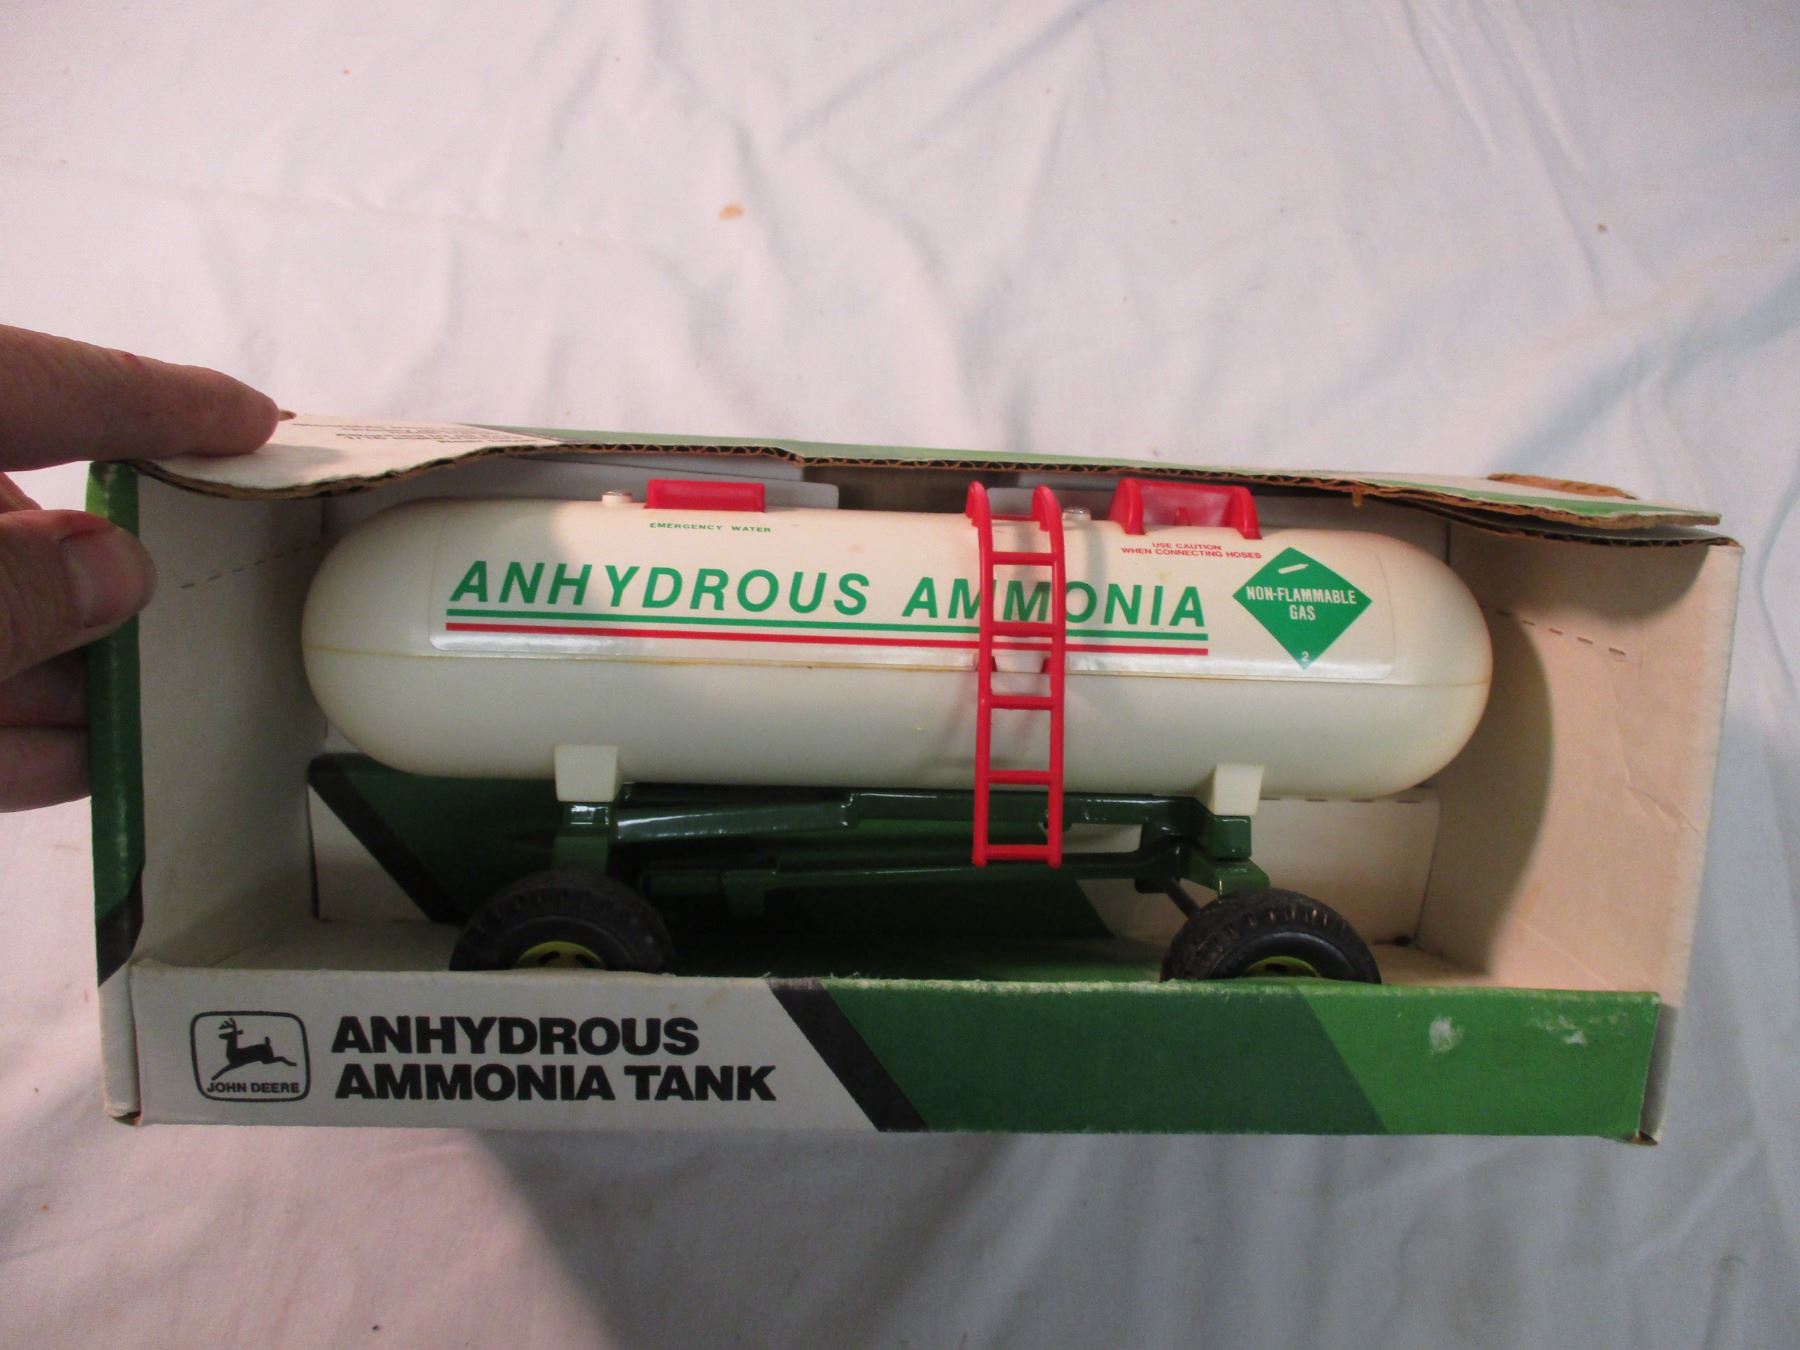 EMERGENCY WATER
USE CAUTION
WHEN CONNECTING HOSES
ANHYDROUS AMMONIA
NON-FLAMMABLE
GAS
2
JOHN DEERE
ANHYDROUS
AMMONIA TANK